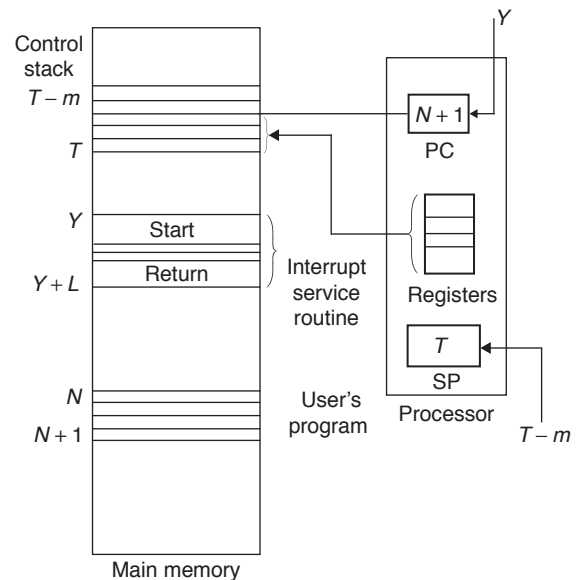 Control
stack
T – m
T
Y
Start
Return
Y + L
Interrupt
service
routine
N
N + 1
User's
program
Main memory
Y
N + 1
PC
Registers
T
SP
Processor
T – m